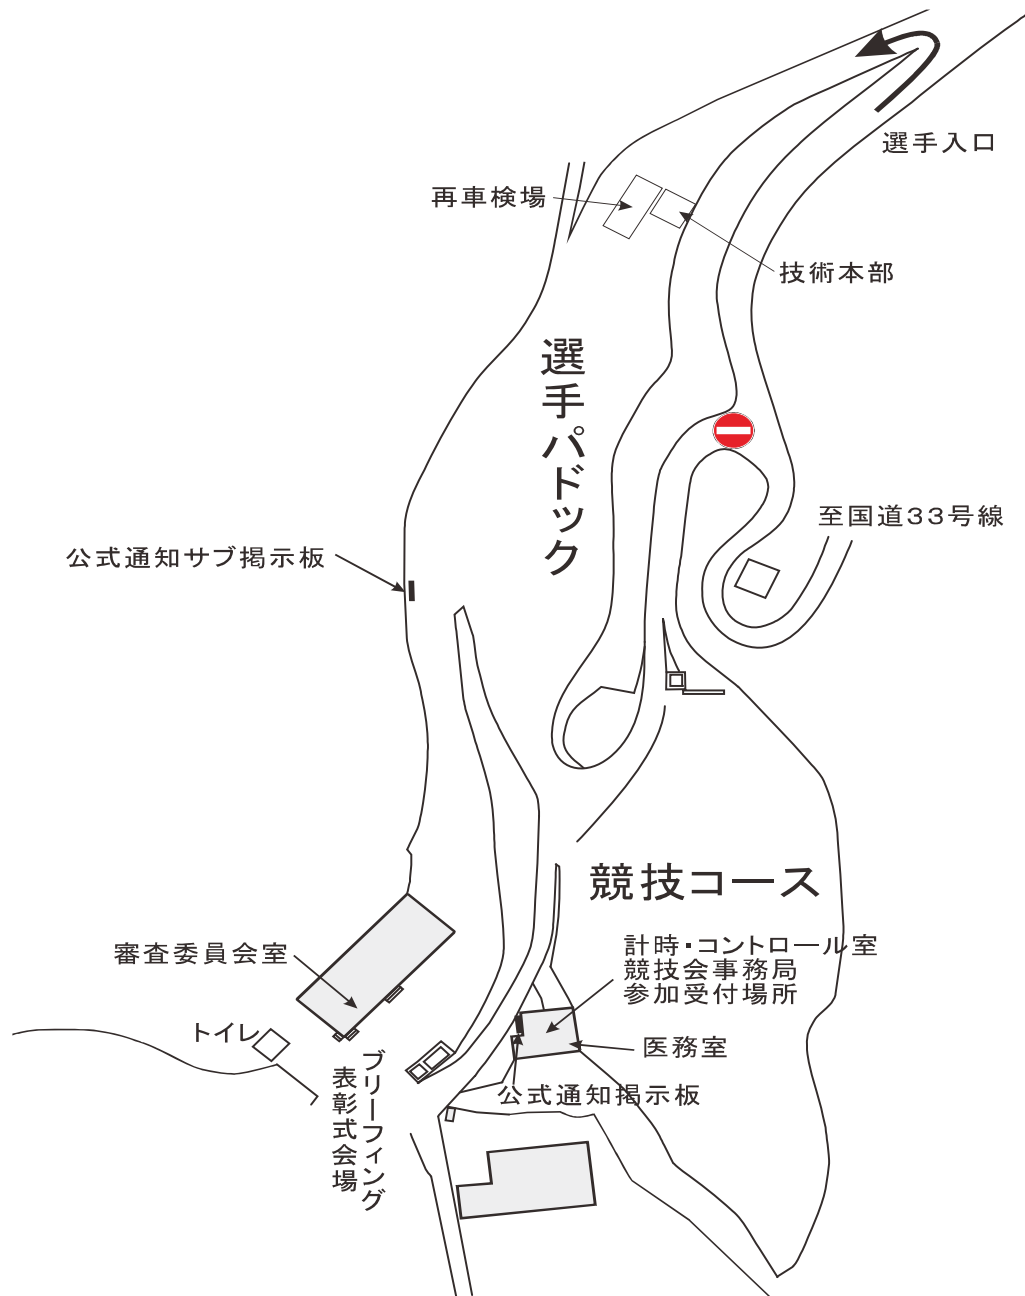 選手入口
再車検場
技術本部
選手パドック
至国道33号線
公式通知サブ掲示板
競技コース
計時・コントロール室
競技会事務局
参加受付場所
審査委員会室
トイレ
医務室
公式通知掲示板
ブリーフィング
表彰式会場